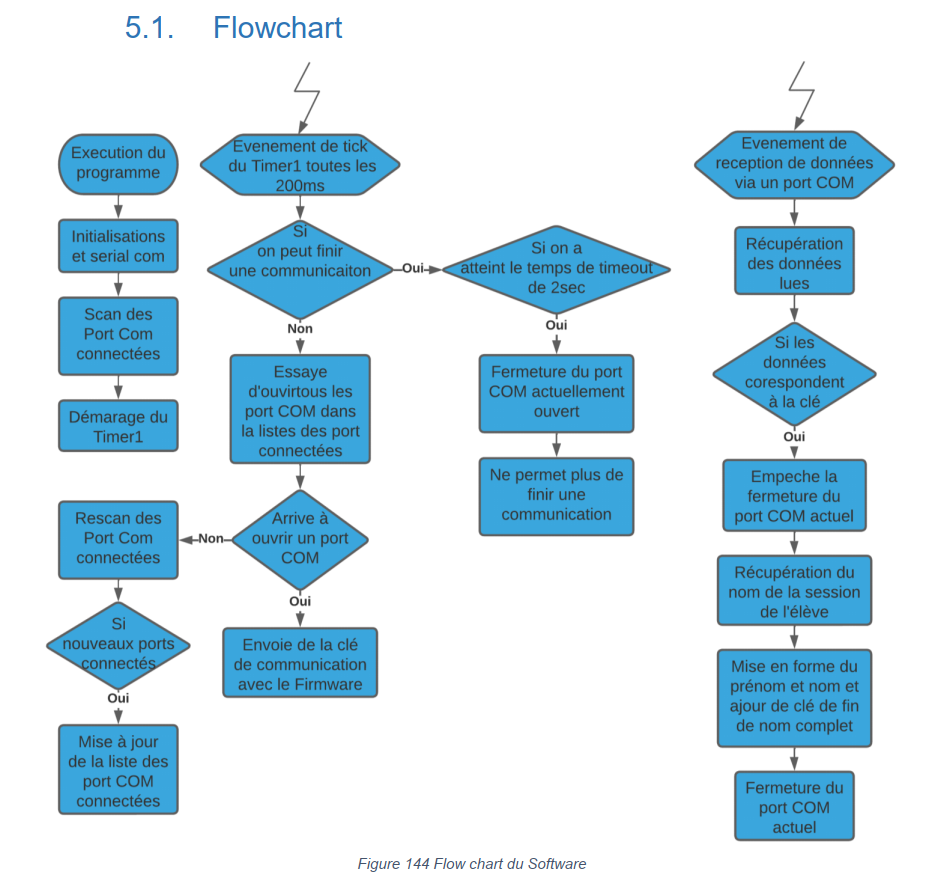 5.1. Flowchart
Execution du
programme
Initialisations
et serial com
Scan des
Port Com
connectées
Démarage du
Timer1
Evenement de tick
du Timer1 toutes les
200ms
Si
on peut finir
une communicaiton
Oui
Si on a
atteint le temps de timeout
de 2sec
Oui
Fermeture du port
COM actuellement
ouvert
Ne permet plus de
finir une
communication
Non
Essaye
d'ouvirtous les
port COM dans
la listes des port
connectées
Arrive à
ouvrir un port
COM
Non
Rescan des
Port Com
connectées
Si
nouveaux ports
connectés
Oui
Mise à jour
de la liste des
port COM
connectées
Oui
Envoie de la clé
de communication
avec le Firmware
Evenement de
reception de données
via un port COM
Récupération
des données
lues
Si les
données
corespondent
à la clé
Oui
Empeche la
fermeture du
port COM actuel
Récupération du
nom de la session
de l'élève
Mise en forme du
prénom et nom et
ajour de clé de fin
de nom complet
Fermeture du
port COM
actuel
Figure 144 Flow chart du Software